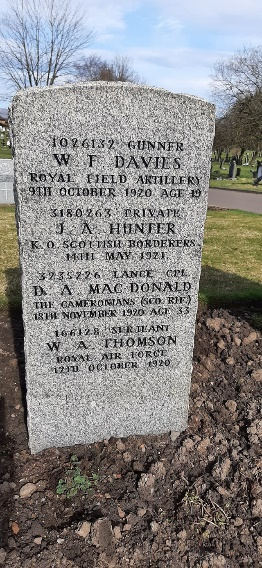 1026132 GUNNER
W. F. DAVIES
ROYAL FIELD ARTILLERY
9TH OCTOBER 1920 AGE 19
3180263 PRIVATE
J. A. HUNTER
K. O. SCOTTISH BORDERERS
14TH MAY 1921
3235226 LANCE CPL.
D. A. MACDONALD
THE CAMERONIANS (SCO. RIF.)
18TH NOVEMBER 1920 AGE 33
166128 SERJEANT
W. A. THOMSON
ROYAL AIR FORCE
12TH OCTOBER 1920